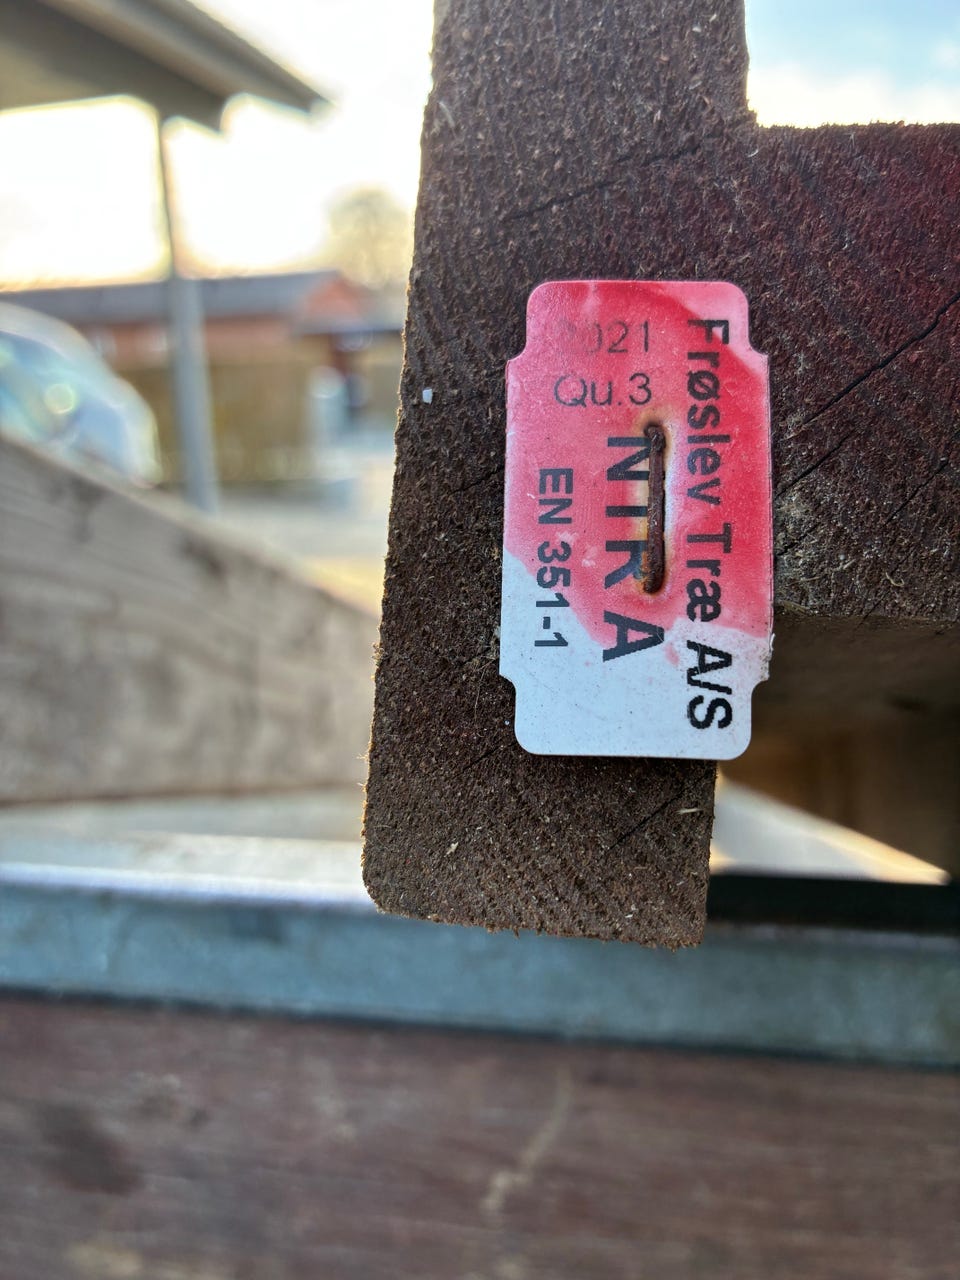 Frøslev Træ A/S
NTR A
EN 351-1
2021
Qu.3